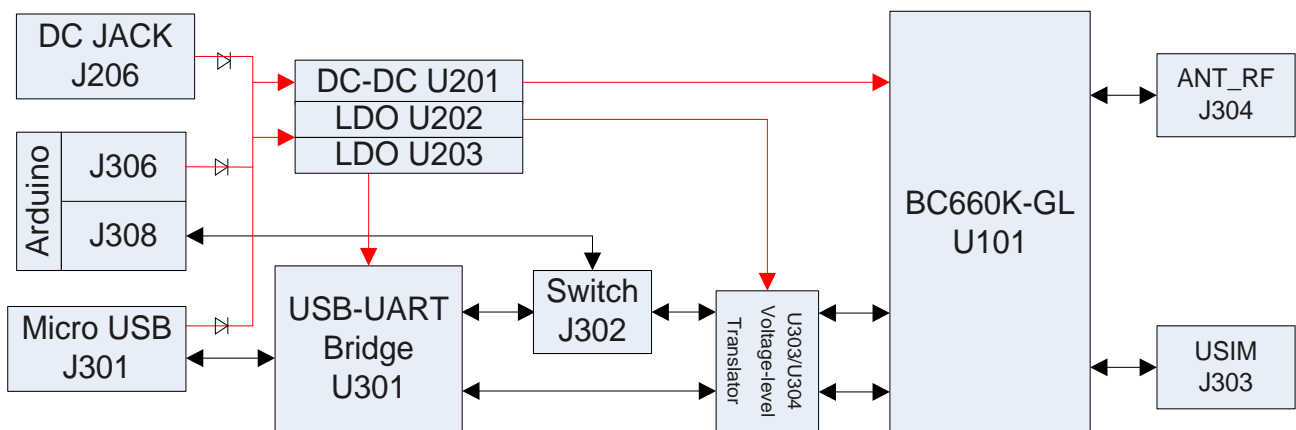 DC JACK
J206
Arduino
J306
J308
Micro USB
J301
DC-DC U201
LDO U202
LDO U203
USB-UART
Bridge
U301
Switch
J302
U303/U304
Voltage-level
Translator
BC660K-GL
U101
ANT_RF
J304
USIM
J303